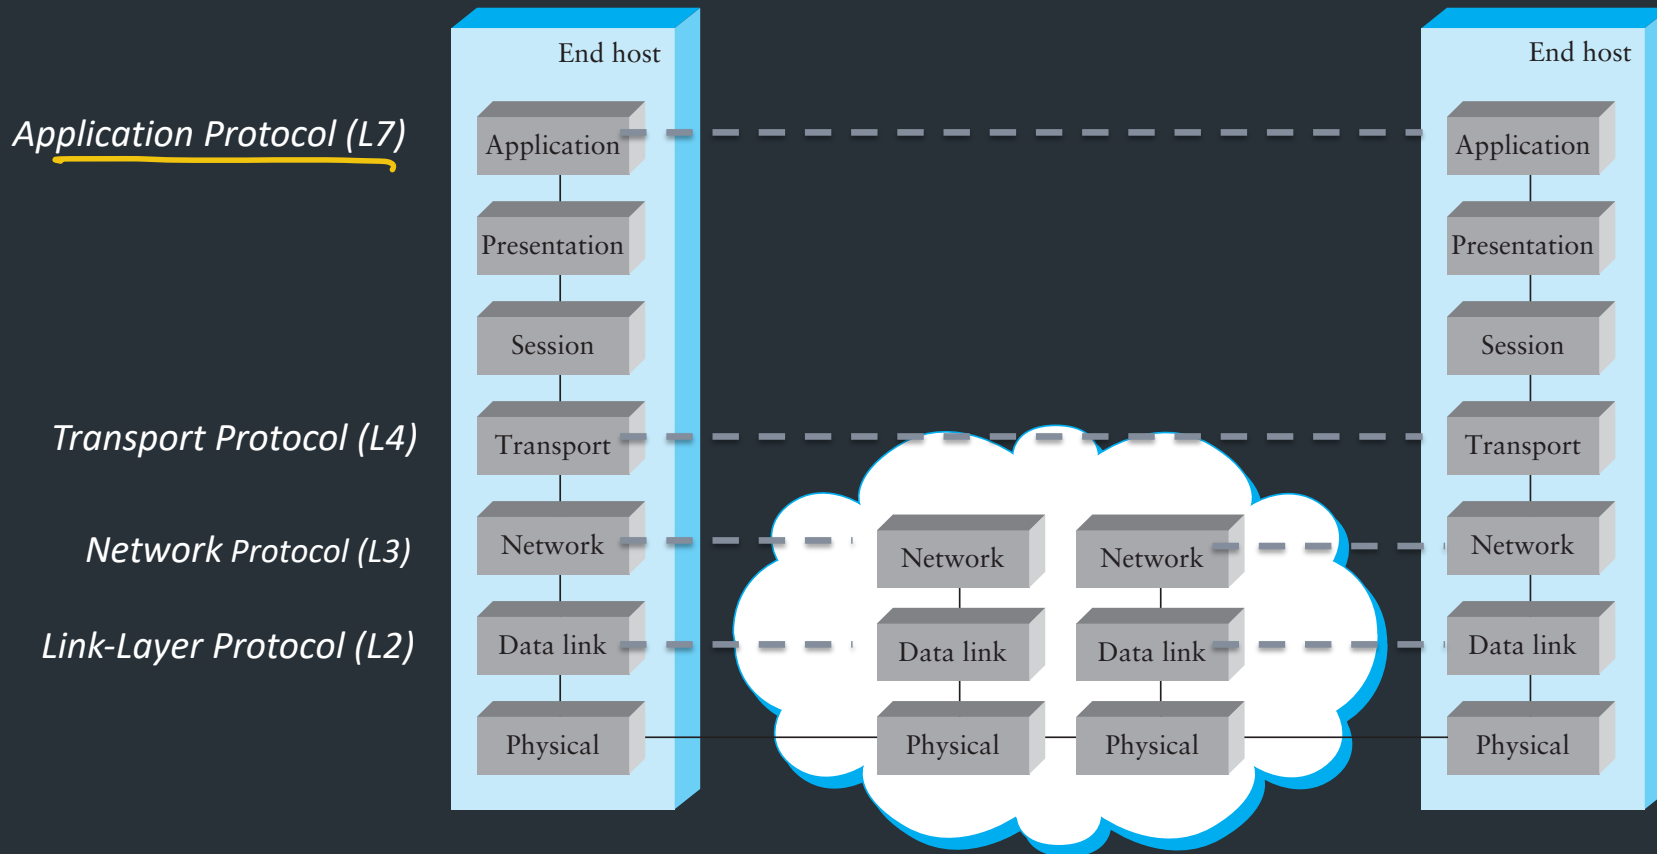 End host
End host
Application Protocol (L7)
Application
Application
Presentation
Presentation
Session
Session
Transport Protocol (L4)
Transport
Transport
Network Protocol (L3)
Network
Network
Network
Network
Link-Layer Protocol (L2)
Data link
Data link
Data link
Data link
Physical
Physical
Physical
Physical